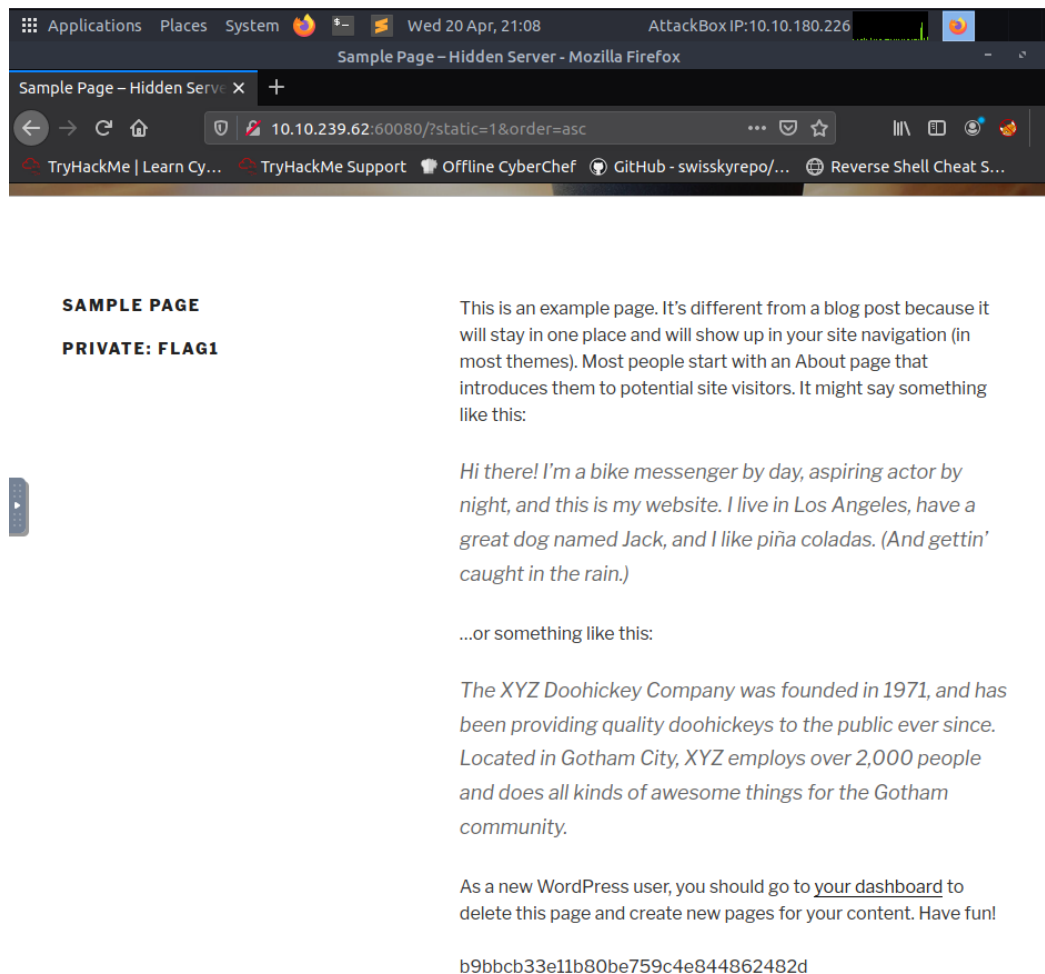 Applications Places System Wed 20 Apr, 21:08 AttackBox IP:10.10.180.226
Sample Page – Hidden Server - Mozilla Firefox
Sample Page – Hidden Serve
10.10.239.62:60080/?static=1&order=asc
TryHackMe | Learn Cy... TryHackMe Support Offline CyberChef GitHub - swisskyrepo/... Reverse Shell Cheat S...
SAMPLE PAGE
PRIVATE: FLAG1
This is an example page. It’s different from a blog post because it
will stay in one place and will show up in your site navigation (in
most themes). Most people start with an About page that
introduces them to potential site visitors. It might say something
like this:
Hi there! I’m a bike messenger by day, aspiring actor by
night, and this is my website. I live in Los Angeles, have a
great dog named Jack, and I like piña coladas. (And gettin’
caught in the rain.)
…or something like this:
The XYZ Doohickey Company was founded in 1971, and has
been providing quality doohickeys to the public ever since.
Located in Gotham City, XYZ employs over 2,000 people
and does all kinds of awesome things for the Gotham
community.
As a new WordPress user, you should go to your dashboard to
delete this page and create new pages for your content. Have fun!
b9bbcb33e11b80be759c4e844862482d